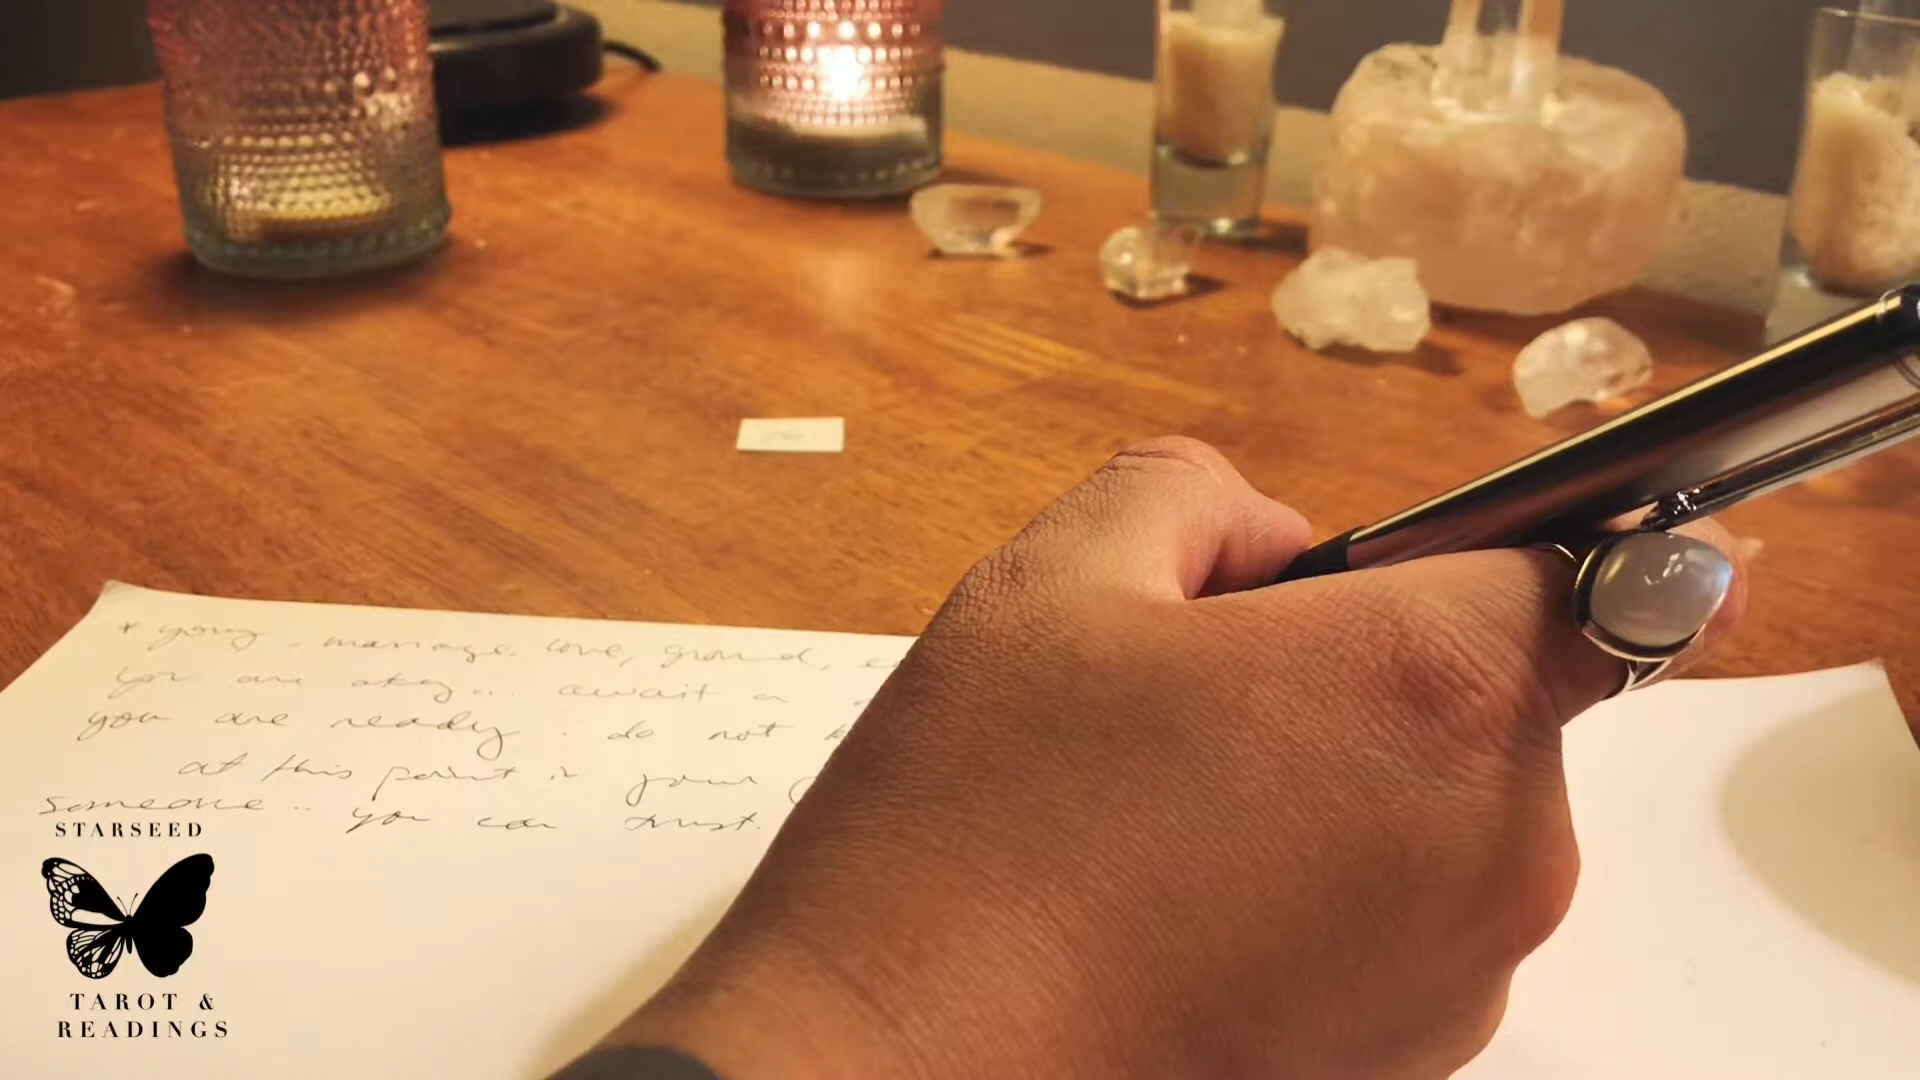 * going, marriage. love, ground,
you are okay... await a
you are ready. do not
at this point is your
someone.. you can trust.
STARSEED
TAROT &
READINGS